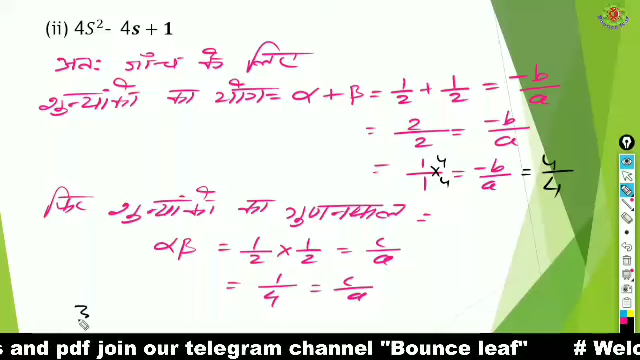 (ii) 4S²- 4s + 1
अतः जाँच के लिए
शून्यांकों का योग = α + β = 1/2 + 1/2 = -b/a
= 2/2 = -b/a
= 1/1 ×4/4 = -b/a = 4/4
फिर शून्यांकों का गुणनफल =
αβ = 1/2 × 1/2 = c/a
= 1/4 = c/a
s and pdf join our telegram channel "Bounce leaf" # Welc